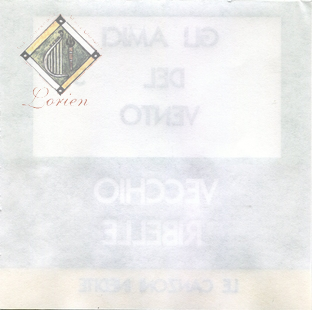 Lorien
GLI AMICI
DEL
VENTO
VECCHIO
RIBELLE
LE CANZONI INEDITE